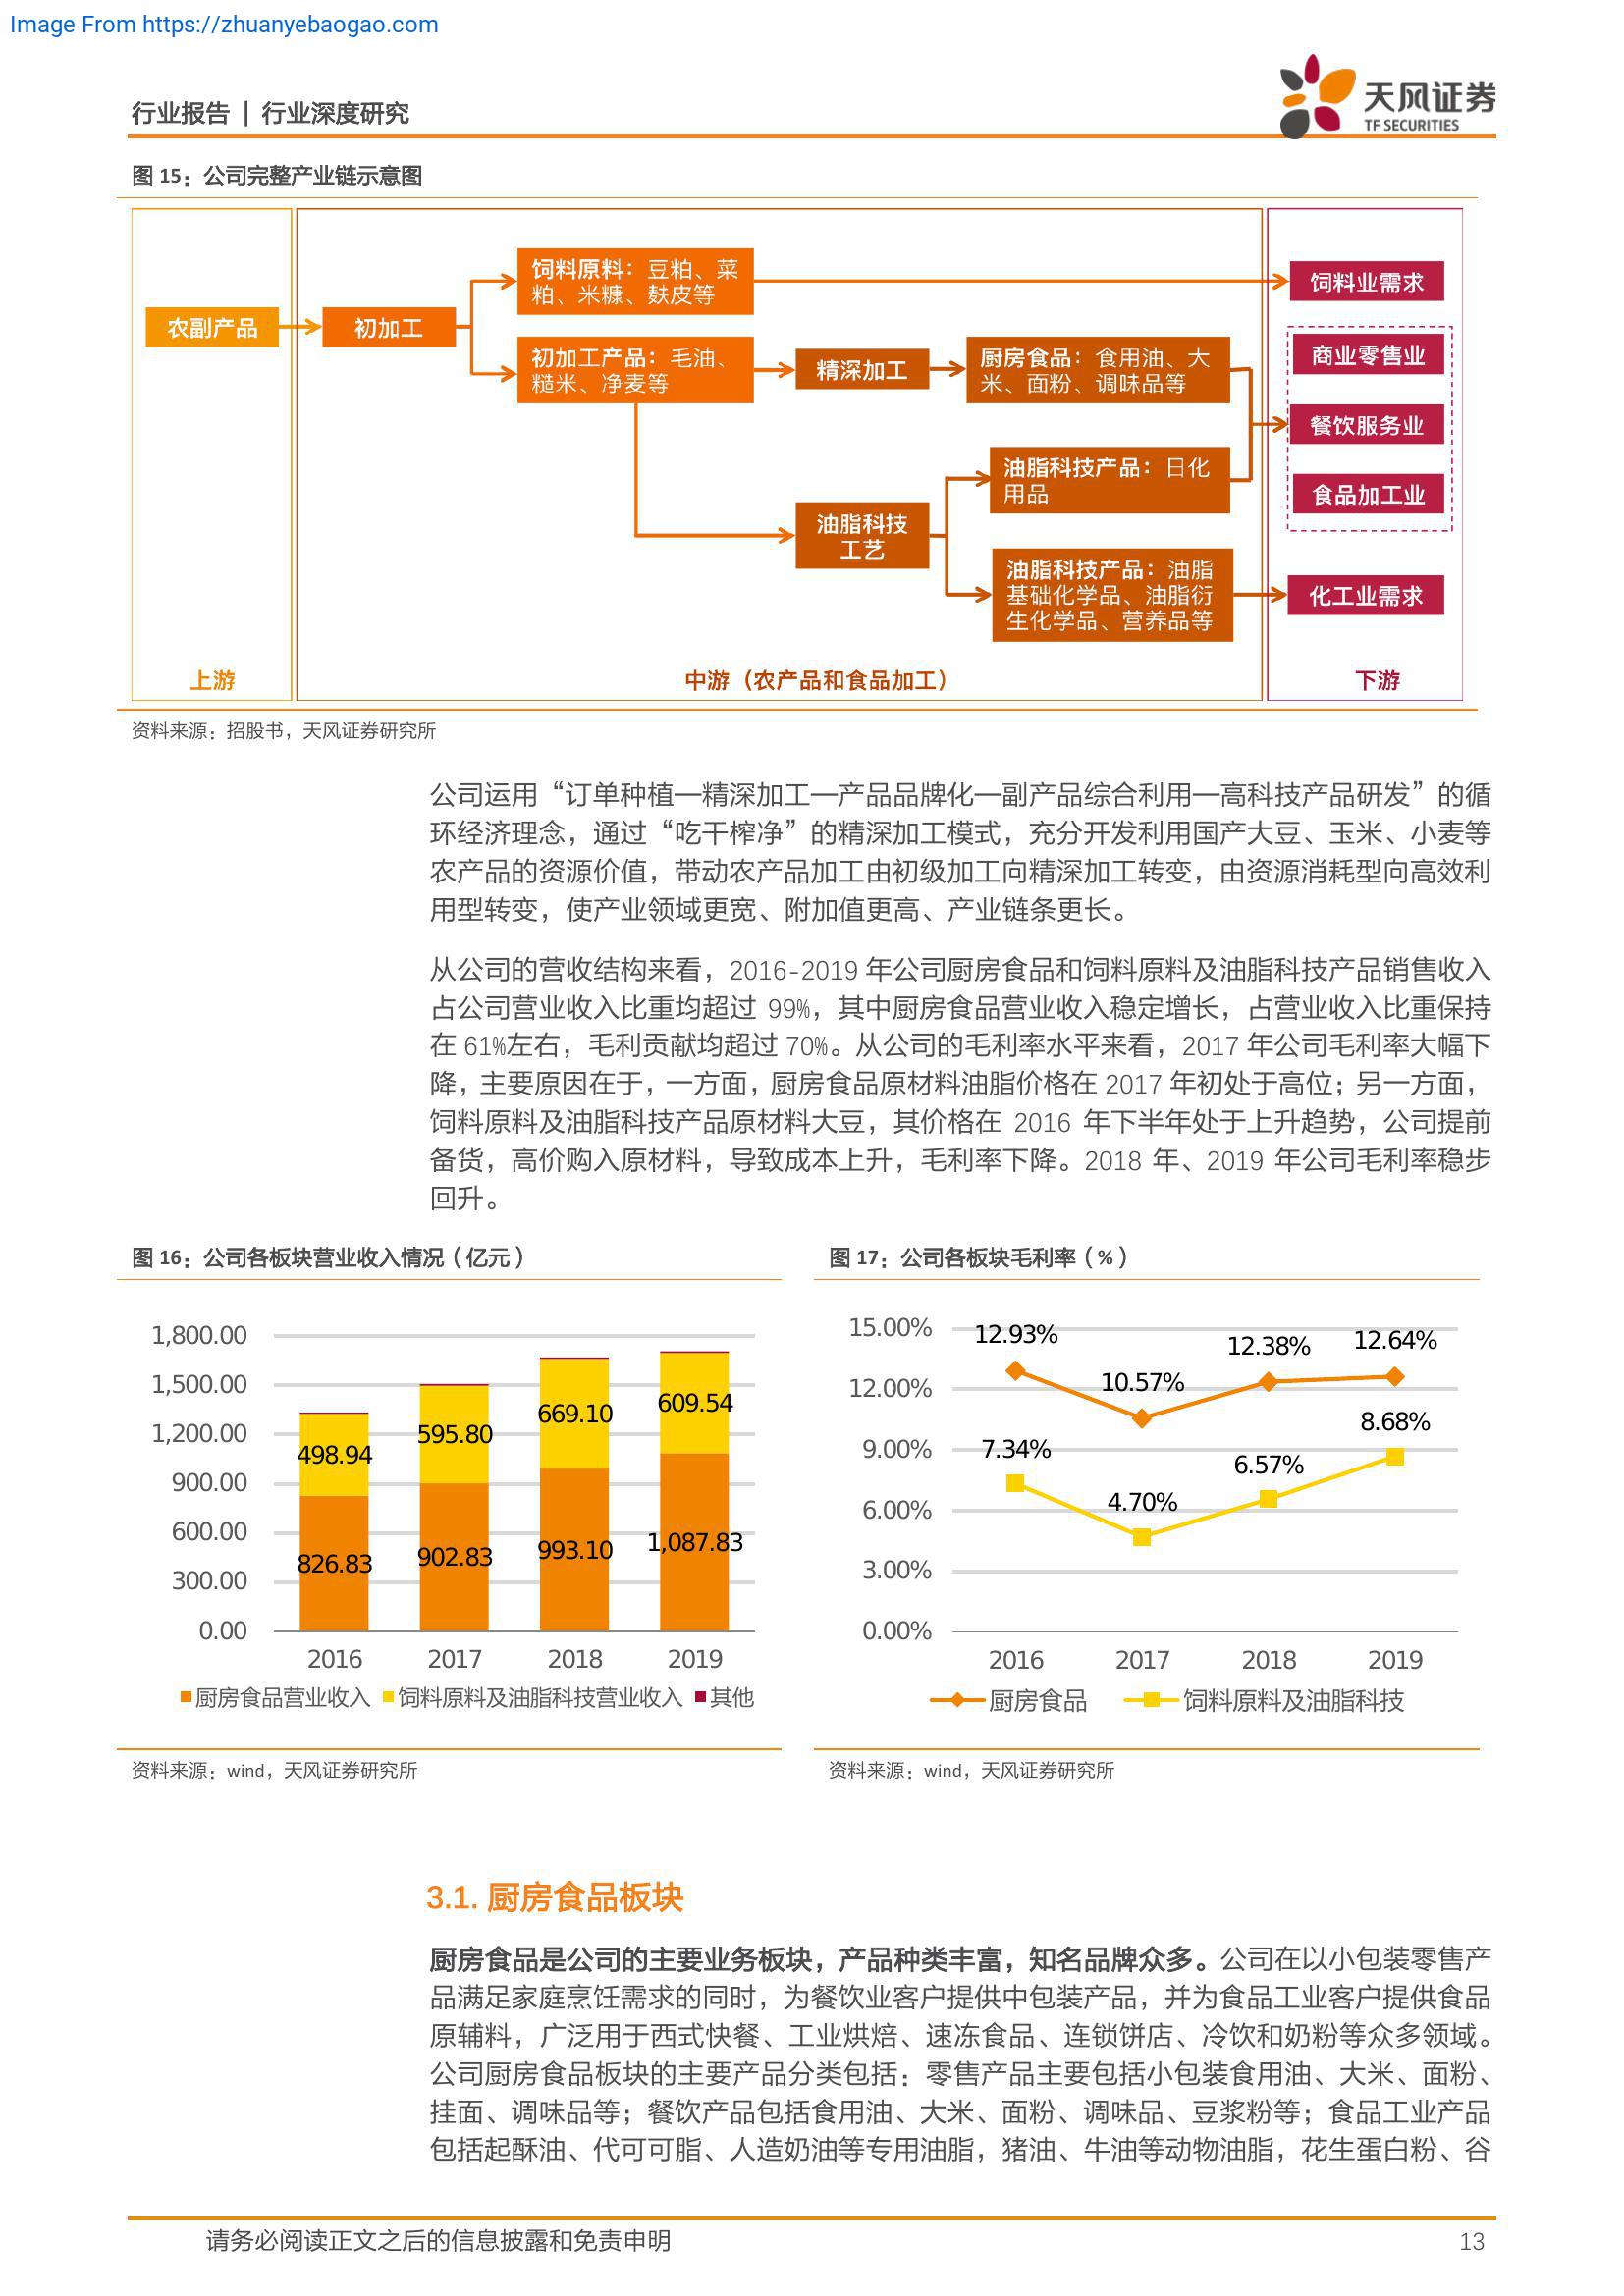 Image From https://zhuanyebaogao.com
行业报告 | 行业深度研究
天风证券
TF SECURITIES
图 15：公司完整产业链示意图
农副产品
初加工
饲料原料：豆粕、菜
粕、米糠、麸皮等
初加工产品：毛油、
糙米、净麦等
精深加工
厨房食品：食用油、大
米、面粉、调味品等
油脂科技
工艺
油脂科技产品：日化
用品
油脂科技产品：油脂
基础化学品、油脂衍
生化学品、营养品等
饲料业需求
商业零售业
餐饮服务业
食品加工业
化工业需求
上游
中游（农产品和食品加工）
下游
资料来源：招股书，天风证券研究所
公司运用“订单种植—精深加工—产品品牌化—副产品综合利用—高科技产品研发”的循
环经济理念，通过“吃干榨净”的精深加工模式，充分开发利用国产大豆、玉米、小麦等
农产品的资源价值，带动农产品加工由初级加工向精深加工转变，由资源消耗型向高效利
用型转变，使产业领域更宽、附加值更高、产业链条更长。
从公司的营收结构来看，2016-2019 年公司厨房食品和饲料原料及油脂科技产品销售收入
占公司营业收入比重均超过 99%，其中厨房食品营业收入稳定增长，占营业收入比重保持
在 61%左右，毛利贡献均超过 70%。从公司的毛利率水平来看，2017 年公司毛利率大幅下
降，主要原因在于，一方面，厨房食品原材料油脂价格在 2017 年初处于高位；另一方面，
饲料原料及油脂科技产品原材料大豆，其价格在 2016 年下半年处于上升趋势，公司提前
备货，高价购入原材料，导致成本上升，毛利率下降。2018 年、2019 年公司毛利率稳步
回升。
图 16：公司各板块营业收入情况（亿元）
1,800.00
1,500.00
1,200.00
900.00
600.00
300.00
0.00
498.94
595.80
669.10
609.54
826.83
902.83
993.10
1,087.83
2016
2017
2018
2019
厨房食品营业收入
饲料原料及油脂科技营业收入
其他
资料来源：wind，天风证券研究所
图 17：公司各板块毛利率（%）
15.00%
12.00%
9.00%
6.00%
3.00%
0.00%
12.93%
10.57%
12.38%
12.64%
7.34%
4.70%
6.57%
8.68%
2016
2017
2018
2019
厨房食品
饲料原料及油脂科技
资料来源：wind，天风证券研究所
3.1. 厨房食品板块
厨房食品是公司的主要业务板块，产品种类丰富，知名品牌众多。公司在以小包装零售产
品满足家庭烹饪需求的同时，为餐饮业客户提供中包装产品，并为食品工业客户提供食品
原辅料，广泛用于西式快餐、工业烘焙、速冻食品、连锁饼店、冷饮和奶粉等众多领域。
公司厨房食品板块的主要产品分类包括：零售产品主要包括小包装食用油、大米、面粉、
挂面、调味品等；餐饮产品包括食用油、大米、面粉、调味品、豆浆粉等；食品工业产品
包括起酥油、代可可脂、人造奶油等专用油脂，猪油、牛油等动物油脂，花生蛋白粉、谷
请务必阅读正文之后的信息披露和免责申明
13